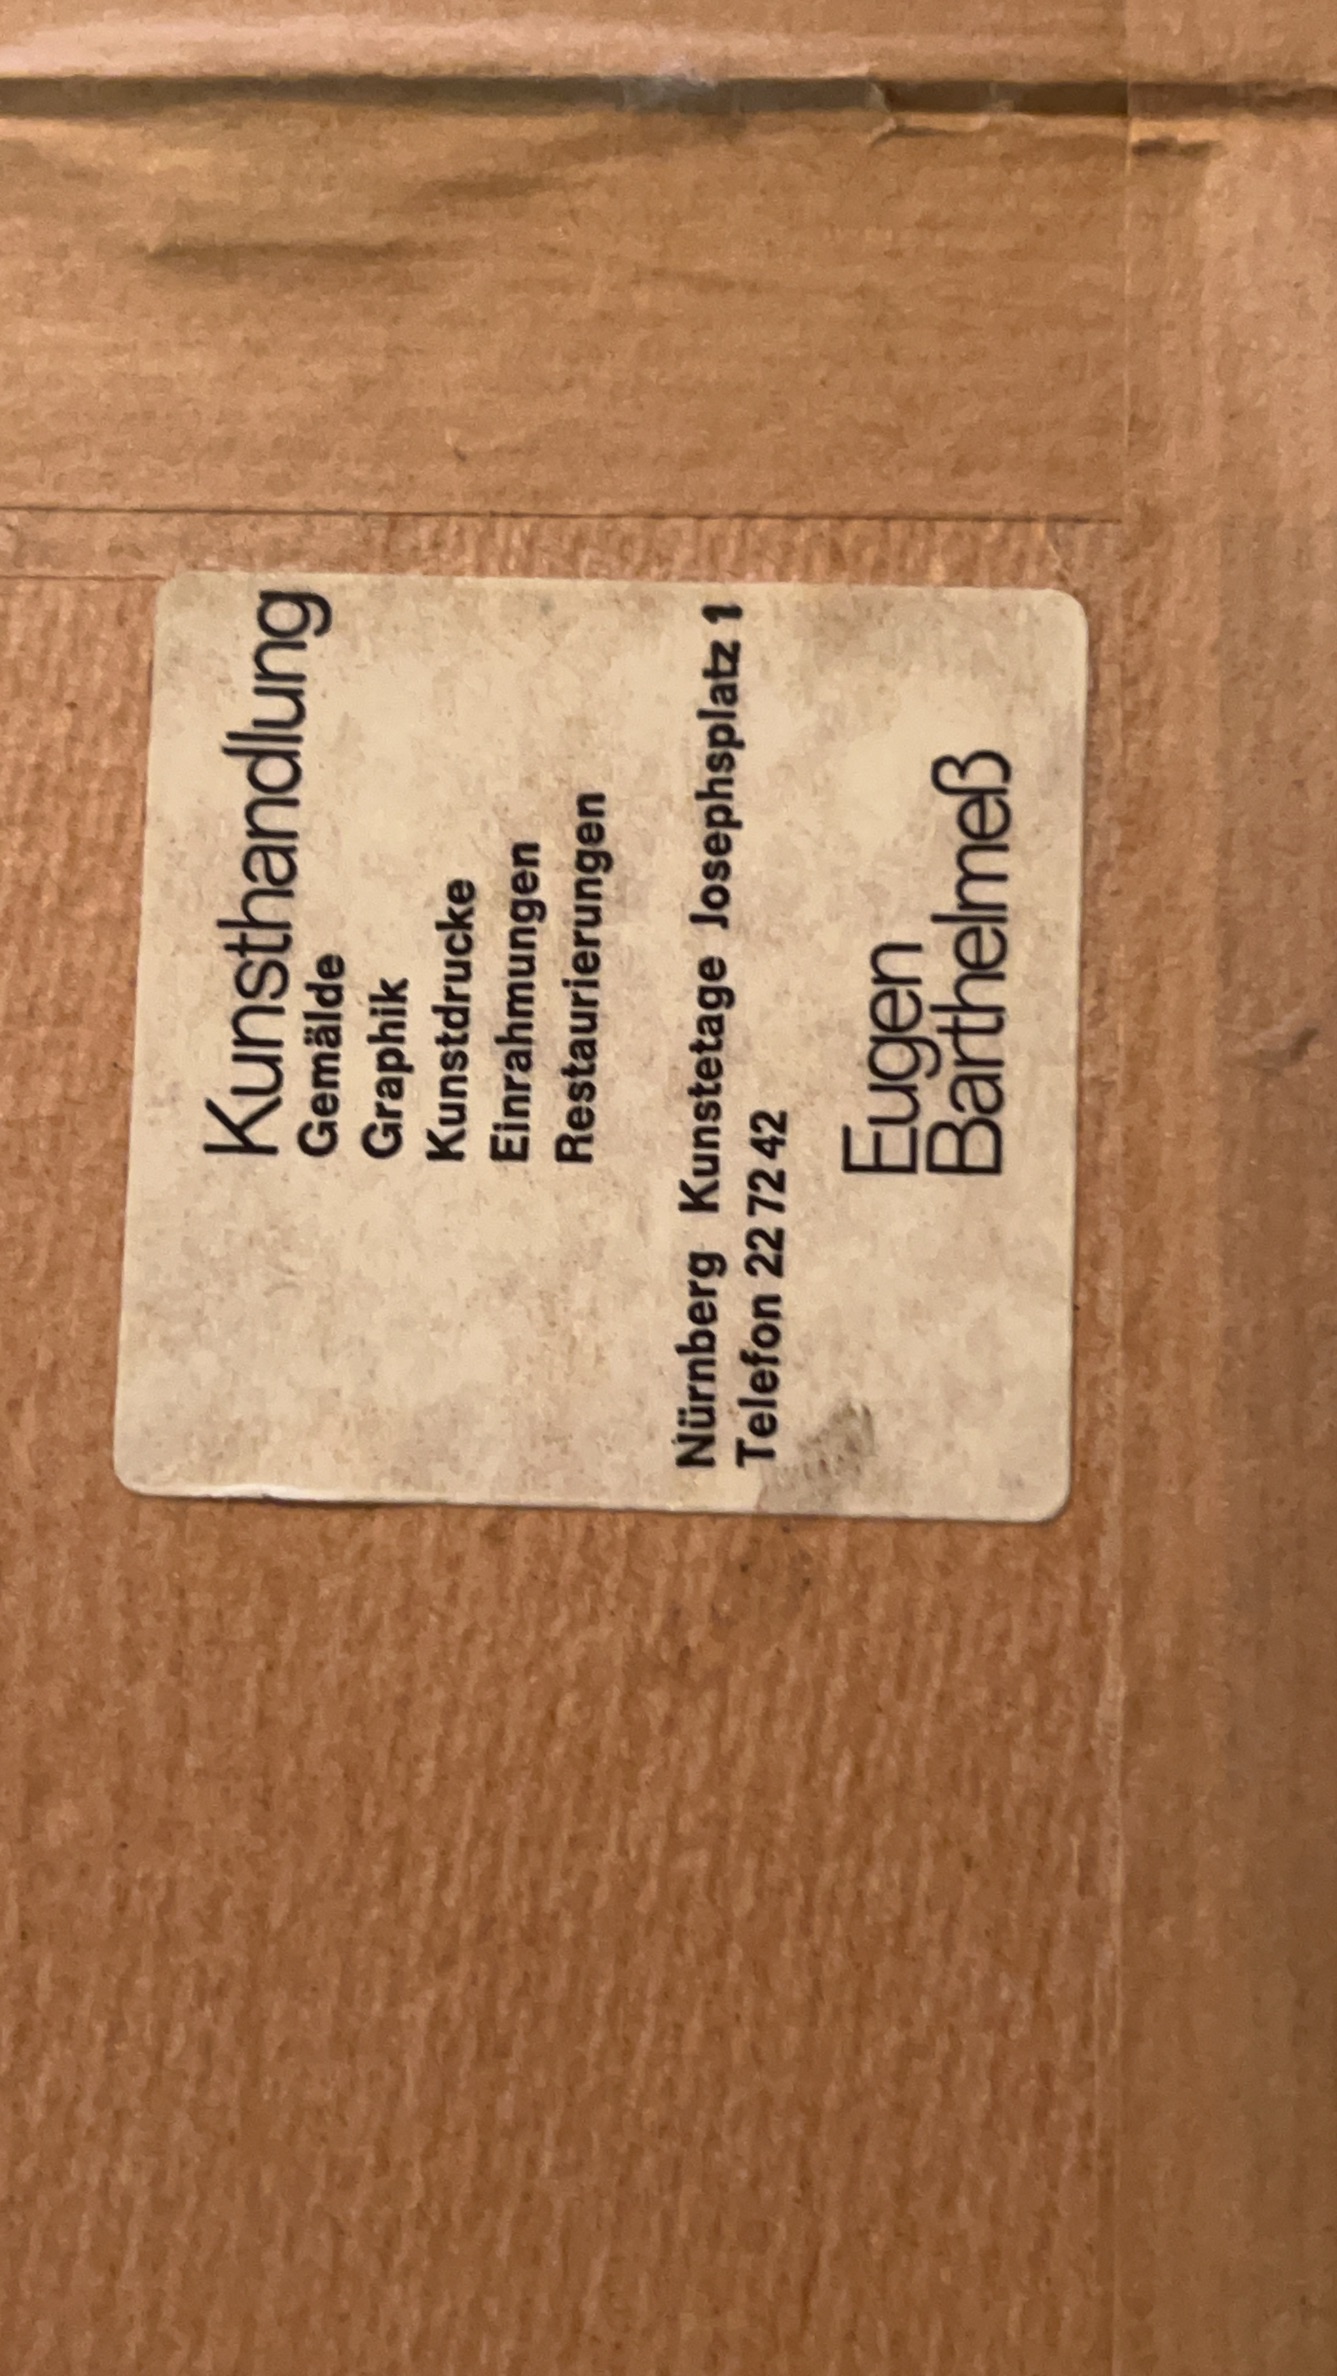 Kunsthandlung
Gemälde
Graphik
Kunstdrucke
Einrahmungen
Restaurierungen
Nürnberg Kunstetage Josephsplatz 1
Telefon 22 72 42
Eugen
Barthelmeß